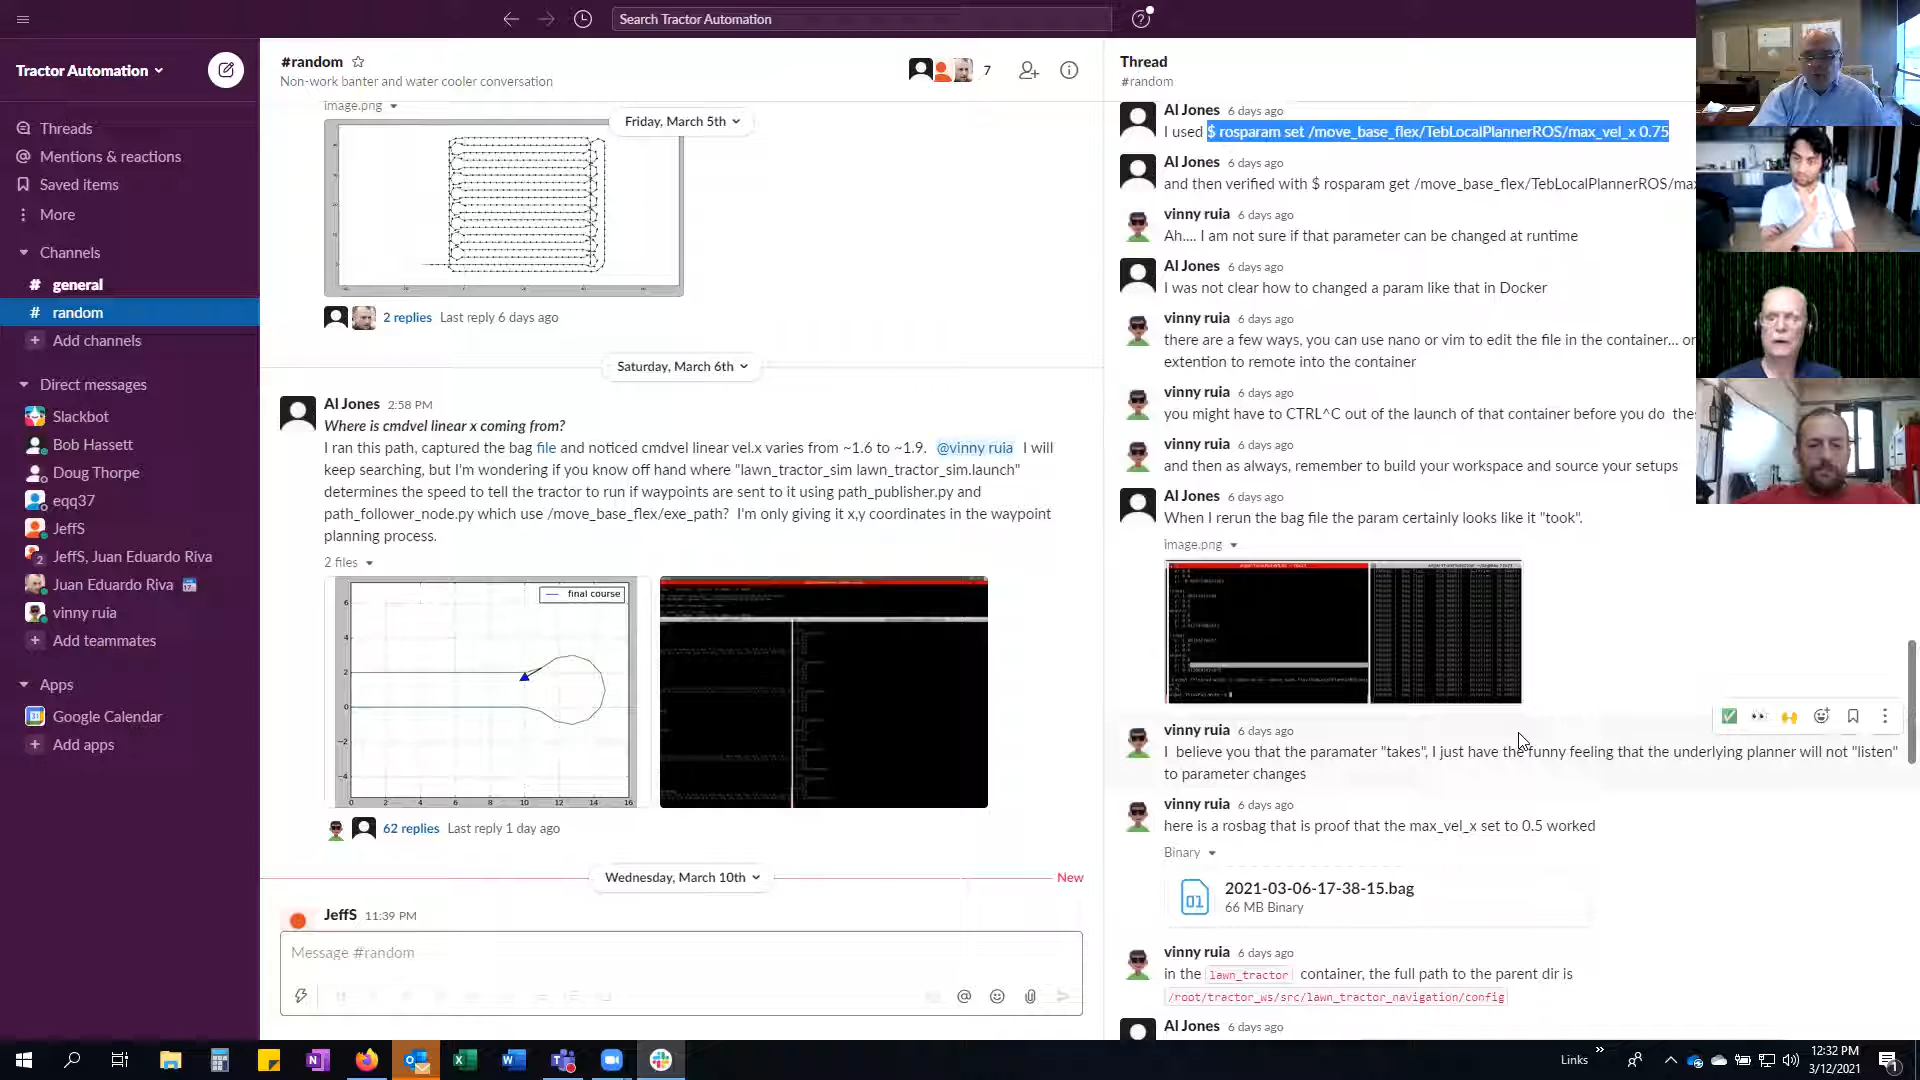 Search Tractor Automation
Tractor Automation
Threads
Mentions & reactions
Saved items
More
Channels
# general
# random
+ Add channels
Direct messages
Slackbot
Bob Hassett
Doug Thorpe
eqq37
JeffS
2 JeffS, Juan Eduardo Riva
Juan Eduardo Riva
vinny ruia
+ Add teammates
Apps
Google Calendar
+ Add apps
#random
Non-work banter and water cooler conversation
7
image.png
Friday, March 5th
2 replies Last reply 6 days ago
Saturday, March 6th
Al Jones 2:58 PM
Where is cmdvel linear x coming from?
I ran this path, captured the bag file and noticed cmdvel linear vel.x varies from ~1.6 to ~1.9. @vinny ruia I will
keep searching, but I'm wondering if you know off hand where "lawn_tractor_sim lawn_tractor_sim.launch"
determines the speed to tell the tractor to run if waypoints are sent to it using path_publisher.py and
path_follower_node.py which use /move_base_flex/exe_path? I'm only giving it x,y coordinates in the waypoint
planning process.
2 files
final course
6
4
2
0
−2
−4
0 2 4 6 8 10 12 14 16
62 replies Last reply 1 day ago
Wednesday, March 10th
New
JeffS 11:39 PM
Message #random
Thread
#random
Al Jones 6 days ago
I used $ rosparam set /move_base_flex/TebLocalPlannerROS/max_vel_x 0.75
Al Jones 6 days ago
and then verified with $ rosparam get /move_base_flex/TebLocalPlannerROS/max
vinny ruia 6 days ago
Ah.... I am not sure if that parameter can be changed at runtime
Al Jones 6 days ago
I was not clear how to changed a param like that in Docker
vinny ruia 6 days ago
there are a few ways, you can use nano or vim to edit the file in the container... or
extention to remote into the container
vinny ruia 6 days ago
you might have to CTRL^C out of the launch of that container before you do thes
vinny ruia 6 days ago
and then as always, remember to build your workspace and source your setups
Al Jones 6 days ago
When I rerun the bag file the param certainly looks like it "took".
image.png
vinny ruia 6 days ago
I believe you that the paramater "takes", I just have the funny feeling that the underlying planner will not "listen"
to parameter changes
vinny ruia 6 days ago
here is a rosbag that is proof that the max_vel_x set to 0.5 worked
Binary
01
2021-03-06-17-38-15.bag
66 MB Binary
vinny ruia 6 days ago
in the lawn_tractor container, the full path to the parent dir is
/root/tractor_ws/src/lawn_tractor_navigation/config
Al Jones 6 days ago
Links
12:32 PM
3/12/2021
1